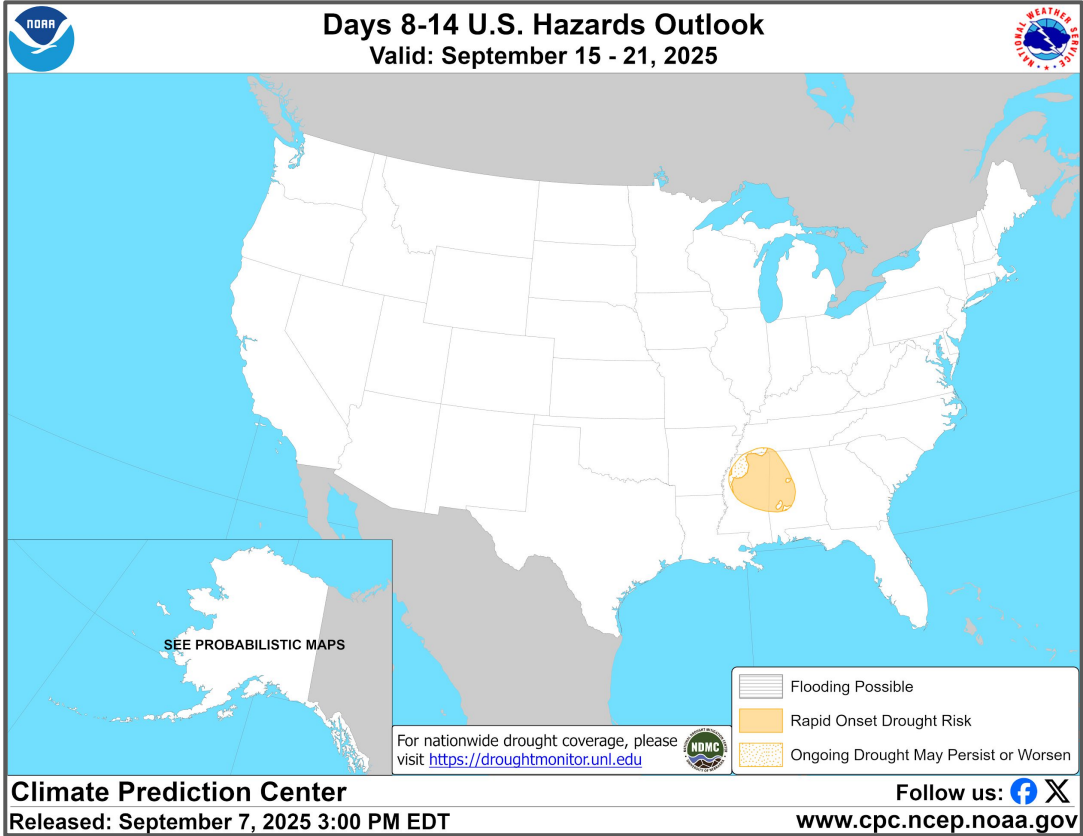 NOAA
Days 8-14 U.S. Hazards Outlook
Valid: September 15 - 21, 2025
NATIONAL WEATHER SERVICE
SEE PROBABILISTIC MAPS
For nationwide drought coverage, please
visit https://droughtmonitor.unl.edu
NDMC
Flooding Possible
Rapid Onset Drought Risk
Ongoing Drought May Persist or Worsen
Climate Prediction Center
Follow us:
Released: September 7, 2025 3:00 PM EDT
www.cpc.ncep.noaa.gov